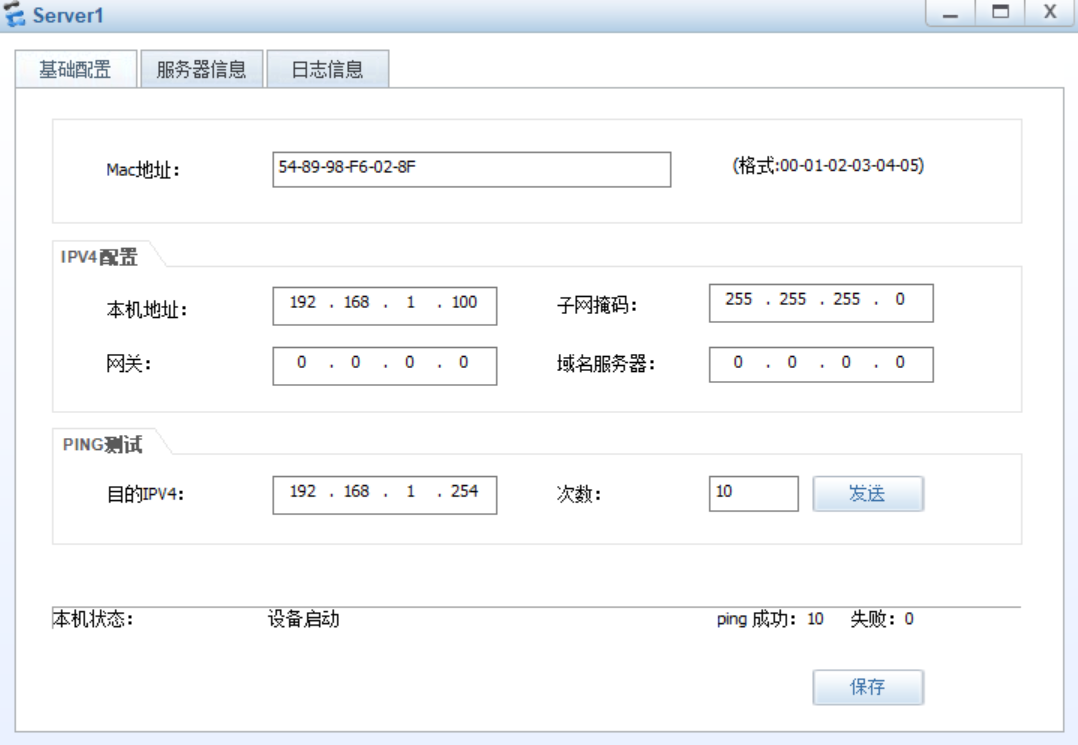 Server1
基础配置 服务器信息 日志信息
Mac地址: 54-89-98-F6-02-8F (格式:00-01-02-03-04-05)
IPV4配置
本机地址: 192 . 168 . 1 . 100 子网掩码: 255 . 255 . 255 . 0
网关: 0 . 0 . 0 . 0 域名服务器: 0 . 0 . 0 . 0
PING测试
目的IPV4: 192 . 168 . 1 . 254 次数: 10 发送
本机状态: 设备启动 ping 成功: 10 失败: 0
保存